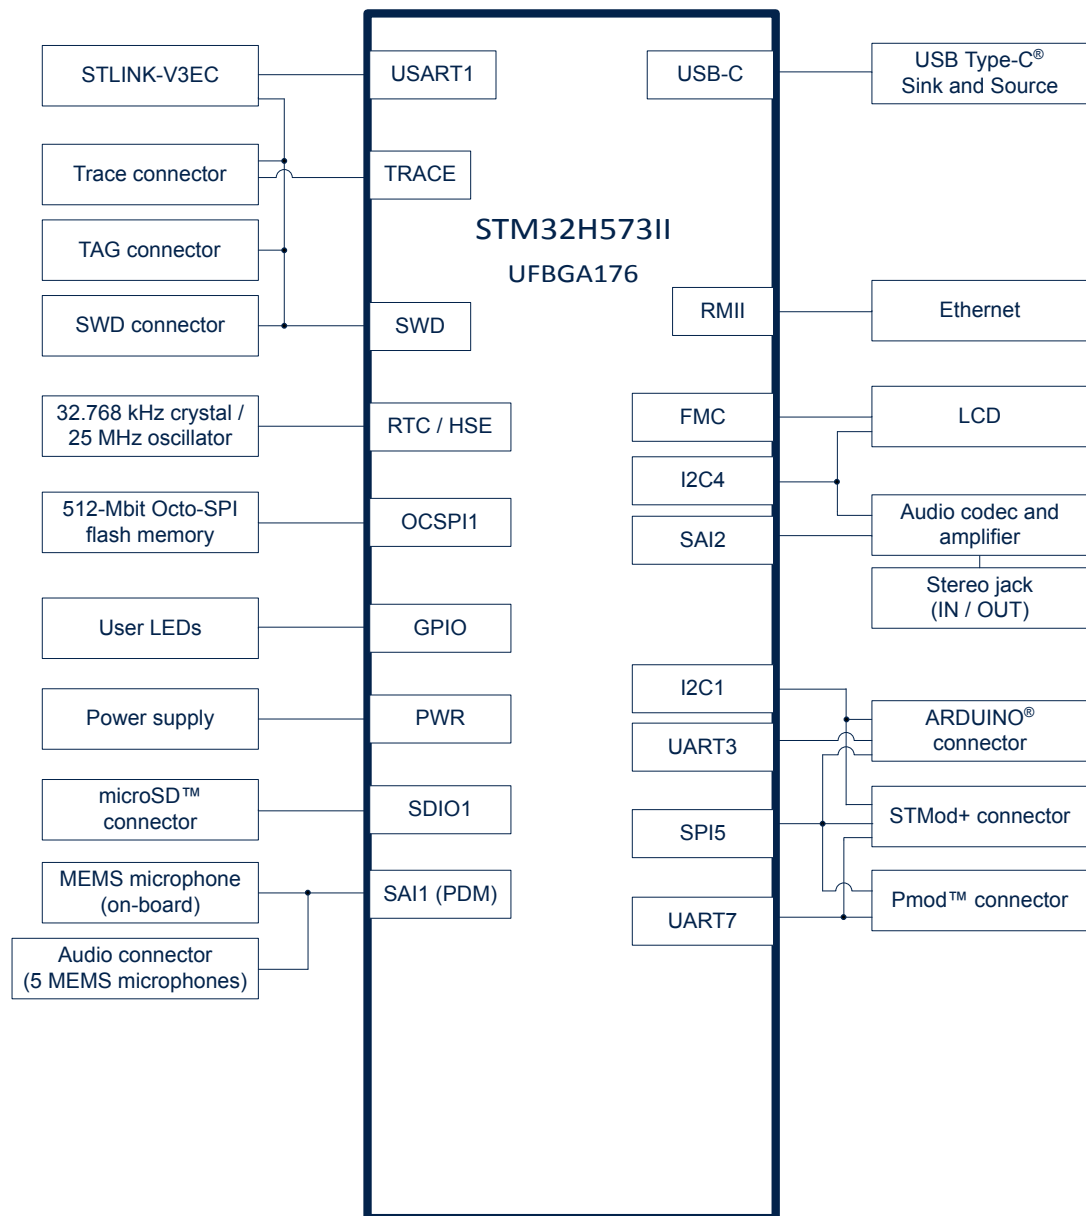 STLINK-V3EC
USART1
USB-C
USB Type-C®
Sink and Source
Trace connector
TRACE
STM32H573II
UFBGA176
TAG connector
SWD connector
SWD
RMII
Ethernet
32.768 kHz crystal /
25 MHz oscillator
RTC / HSE
FMC
LCD
I2C4
512-Mbit Octo-SPI
flash memory
OCSPI1
SAI2
Audio codec and
amplifier
Stereo jack
(IN / OUT)
User LEDs
GPIO
I2C1
Power supply
PWR
UART3
ARDUINO®
connector
microSD™
connector
SDIO1
SPI5
STMod+ connector
MEMS microphone
(on-board)
SAI1 (PDM)
UART7
Pmod™ connector
Audio connector
(5 MEMS microphones)